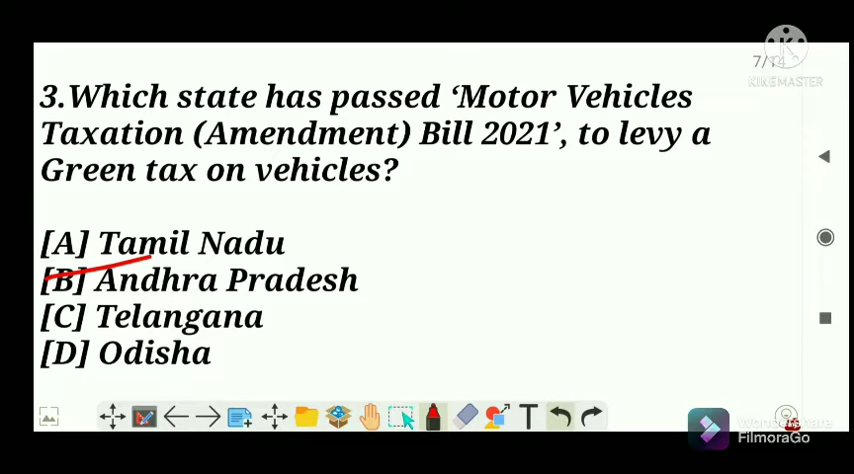 7/14
KINEMASTER
3.Which state has passed ‘Motor Vehicles
Taxation (Amendment) Bill 2021’, to levy a
Green tax on vehicles?
[A] Tamil Nadu
[B] Andhra Pradesh
[C] Telangana
[D] Odisha
T
Wondershare
FilmoraGo